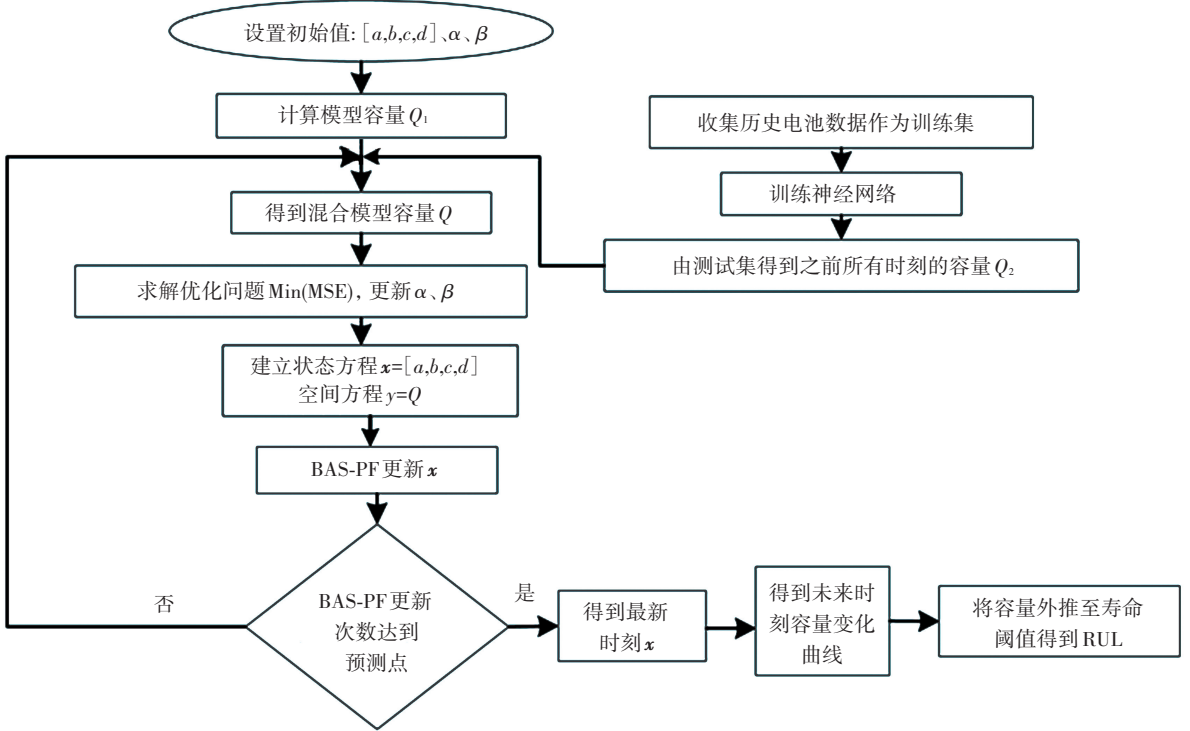 设置初始值:[a,b,c,d]、α、β
计算模型容量Q₁
得到混合模型容量Q
求解优化问题Min(MSE),更新α、β
建立状态方程x=[a,b,c,d]
空间方程y=Q
BAS-PF更新x
BAS-PF更新
次数达到
预测点
否
是
收集历史电池数据作为训练集
训练神经网络
由测试集得到之前所有时刻的容量Q₂
得到最新
时刻x
得到未来时
刻容量变化
曲线
将容量外推至寿命
阈值得到RUL